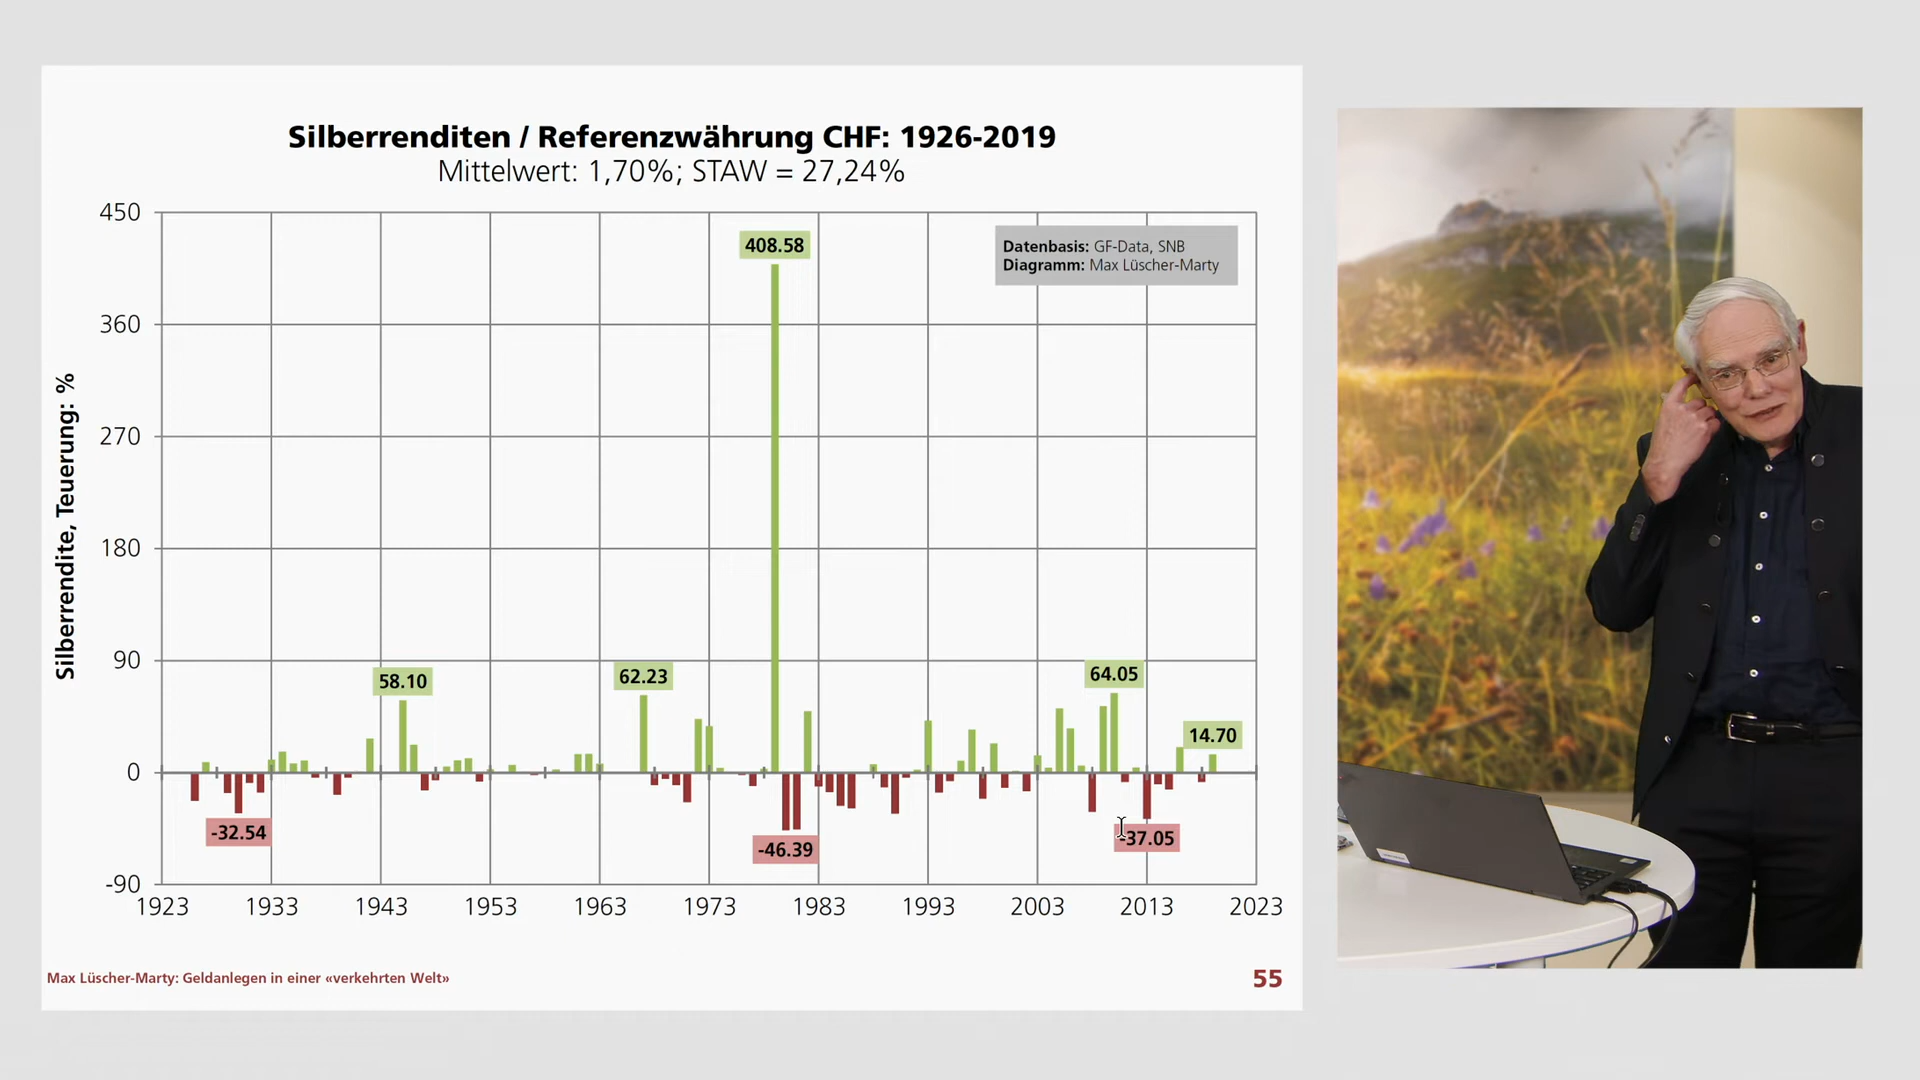 Silberrenditen / Referenzwährung CHF: 1926-2019
Mittelwert: 1,70%; STAW = 27,24%
Silberrendite, Teuerung: %
450
360
270
180
90
0
-90
Datenbasis: GF-Data, SNB
Diagramm: Max Lüscher-Marty
408.58
58.10
62.23
64.05
14.70
-32.54
-46.39
-37.05
1923 1933 1943 1953 1963 1973 1983 1993 2003 2013 2023
Max Lüscher-Marty: Geldanlegen in einer «verkehrten Welt»
55